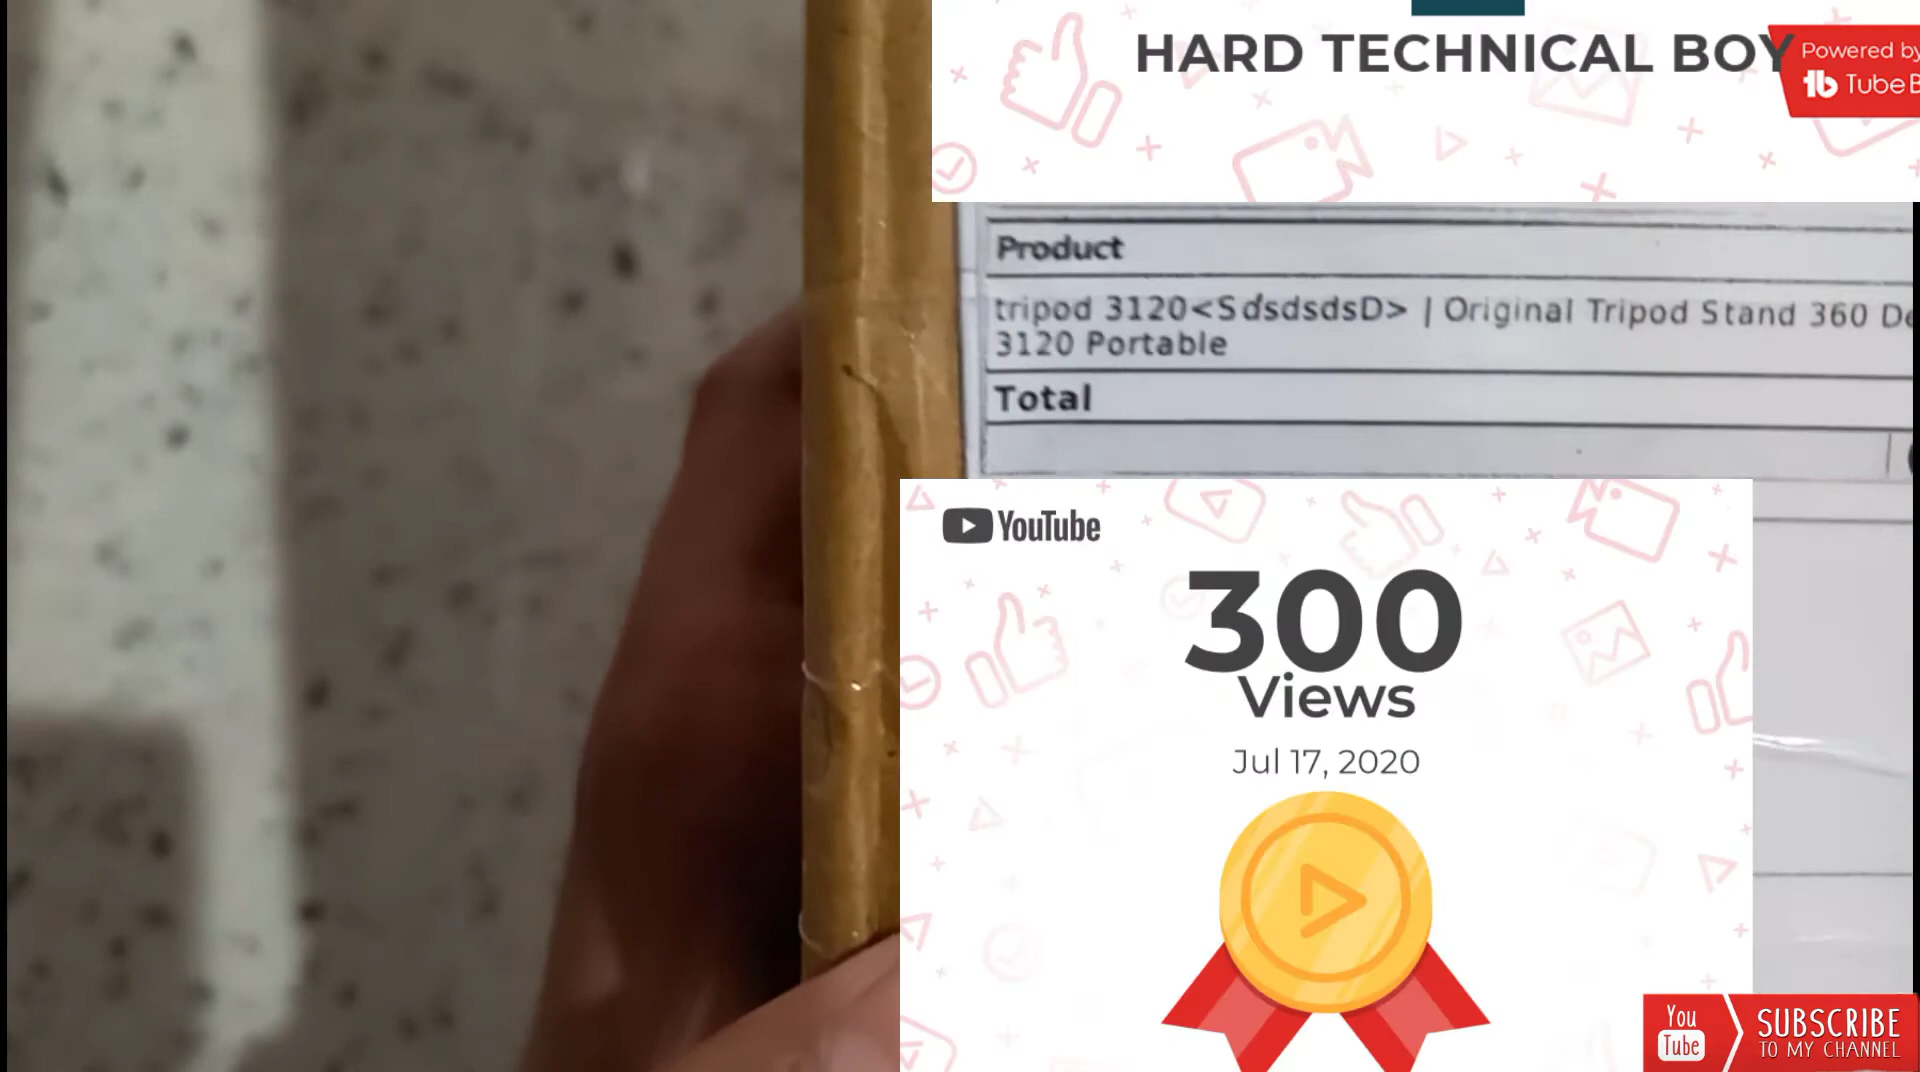 HARD TECHNICAL BOY
Powered by
Product
tripod 3120<SdsdsdsD> | Original Tripod Stand 360
3120 Portable
Total
YouTube
300
Views
Jul 17, 2020
You
Tube
SUBSCRIBE
TO MY CHANNEL